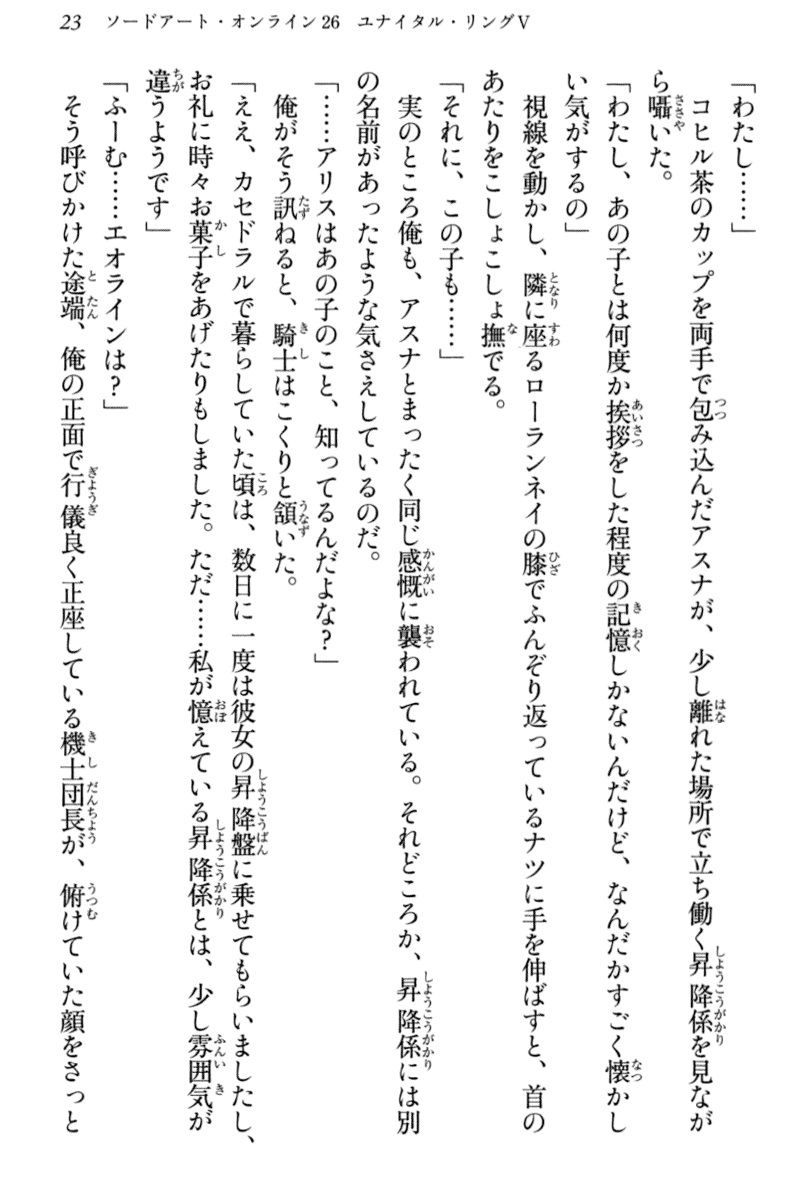 23　ソードアート・オンライン26　ユナイタル・リングⅤ
「わたし……」
　コヒル茶のカップを両手で包み込んだアスナが、少し離れた場所で立ち働く昇降係を見なが
ら囁いた。
「わたし、あの子とは何度か挨拶をした程度の記憶しかないんだけど、なんだかすごく懐かし
い気がするの」
　視線を動かし、隣に座るローランネイの膝でふんぞり返っているナツに手を伸ばすと、首の
あたりをこしょこしょ撫でる。
「それに、この子も……」
　実のところ俺も、アスナとまったく同じ感慨に襲われている。それどころか、昇降係には別
の名前があったような気さえしているのだ。
「……アリスはあの子のこと、知ってるんだよな？」
　俺がそう訊ねると、騎士はこくりと頷いた。
「ええ、カセドラルで暮らしていた頃は、数日に一度は彼女の昇降盤に乗せてもらいましたし、
お礼に時々お菓子をあげたりもしました。ただ……私が憶えている昇降係とは、少し雰囲気が
違うようです」
「ふーむ……エオラインは？」
　そう呼びかけた途端、俺の正面で行儀良く正座している機士団長が、俯けていた顔をさっと